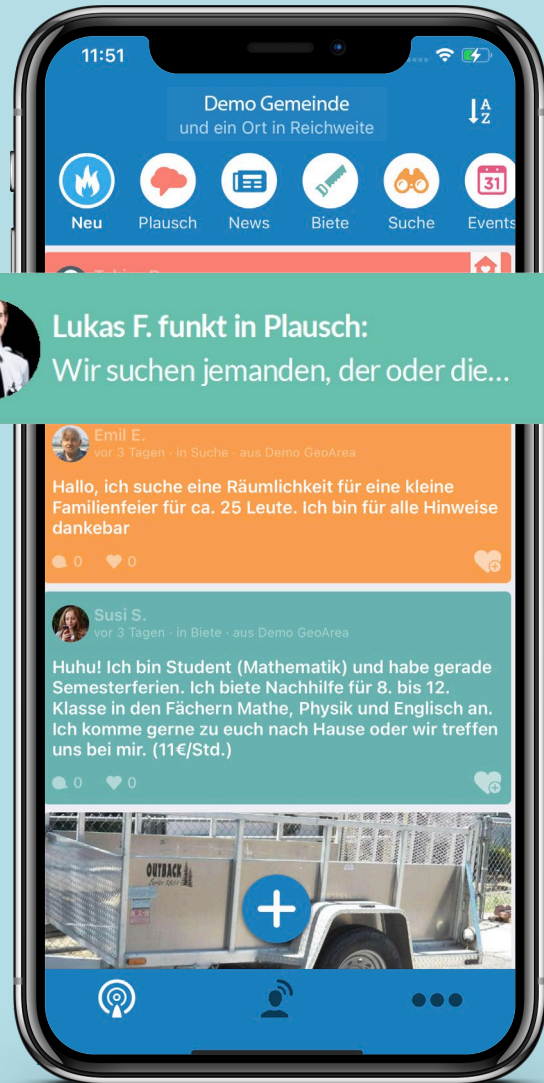 11:51
Demo Gemeinde
und ein Ort in Reichweite
A
Z
Neu Plausch News Biete Suche Events
31
Lukas F. funkt in Plausch:
Wir suchen jemanden, der oder die...
Emil E.
vor 3 Tagen · in Suche · aus Demo GeoArea
Hallo, ich suche eine Räumlichkeit für eine kleine
Familienfeier für ca. 25 Leute. Ich bin für alle Hinweise
dankebar
0 0
Susi S.
vor 3 Tagen · in Biete · aus Demo GeoArea
Huhu! Ich bin Student (Mathematik) und habe gerade
Semesterferien. Ich biete Nachhilfe für 8. bis 12.
Klasse in den Fächern Mathe, Physik und Englisch an.
Ich komme gerne zu euch nach Hause oder wir treffen
uns bei mir. (11€/Std.)
0 0
OUTBACK